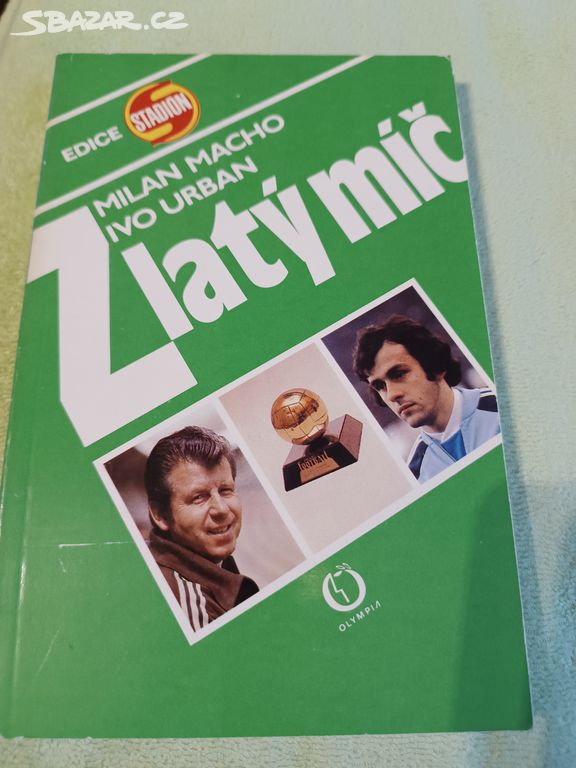 SBAZAR.CZ
EDICE STADION
MILAN MACHO
IVO URBAN
Zlatý míč
OLYMPIA